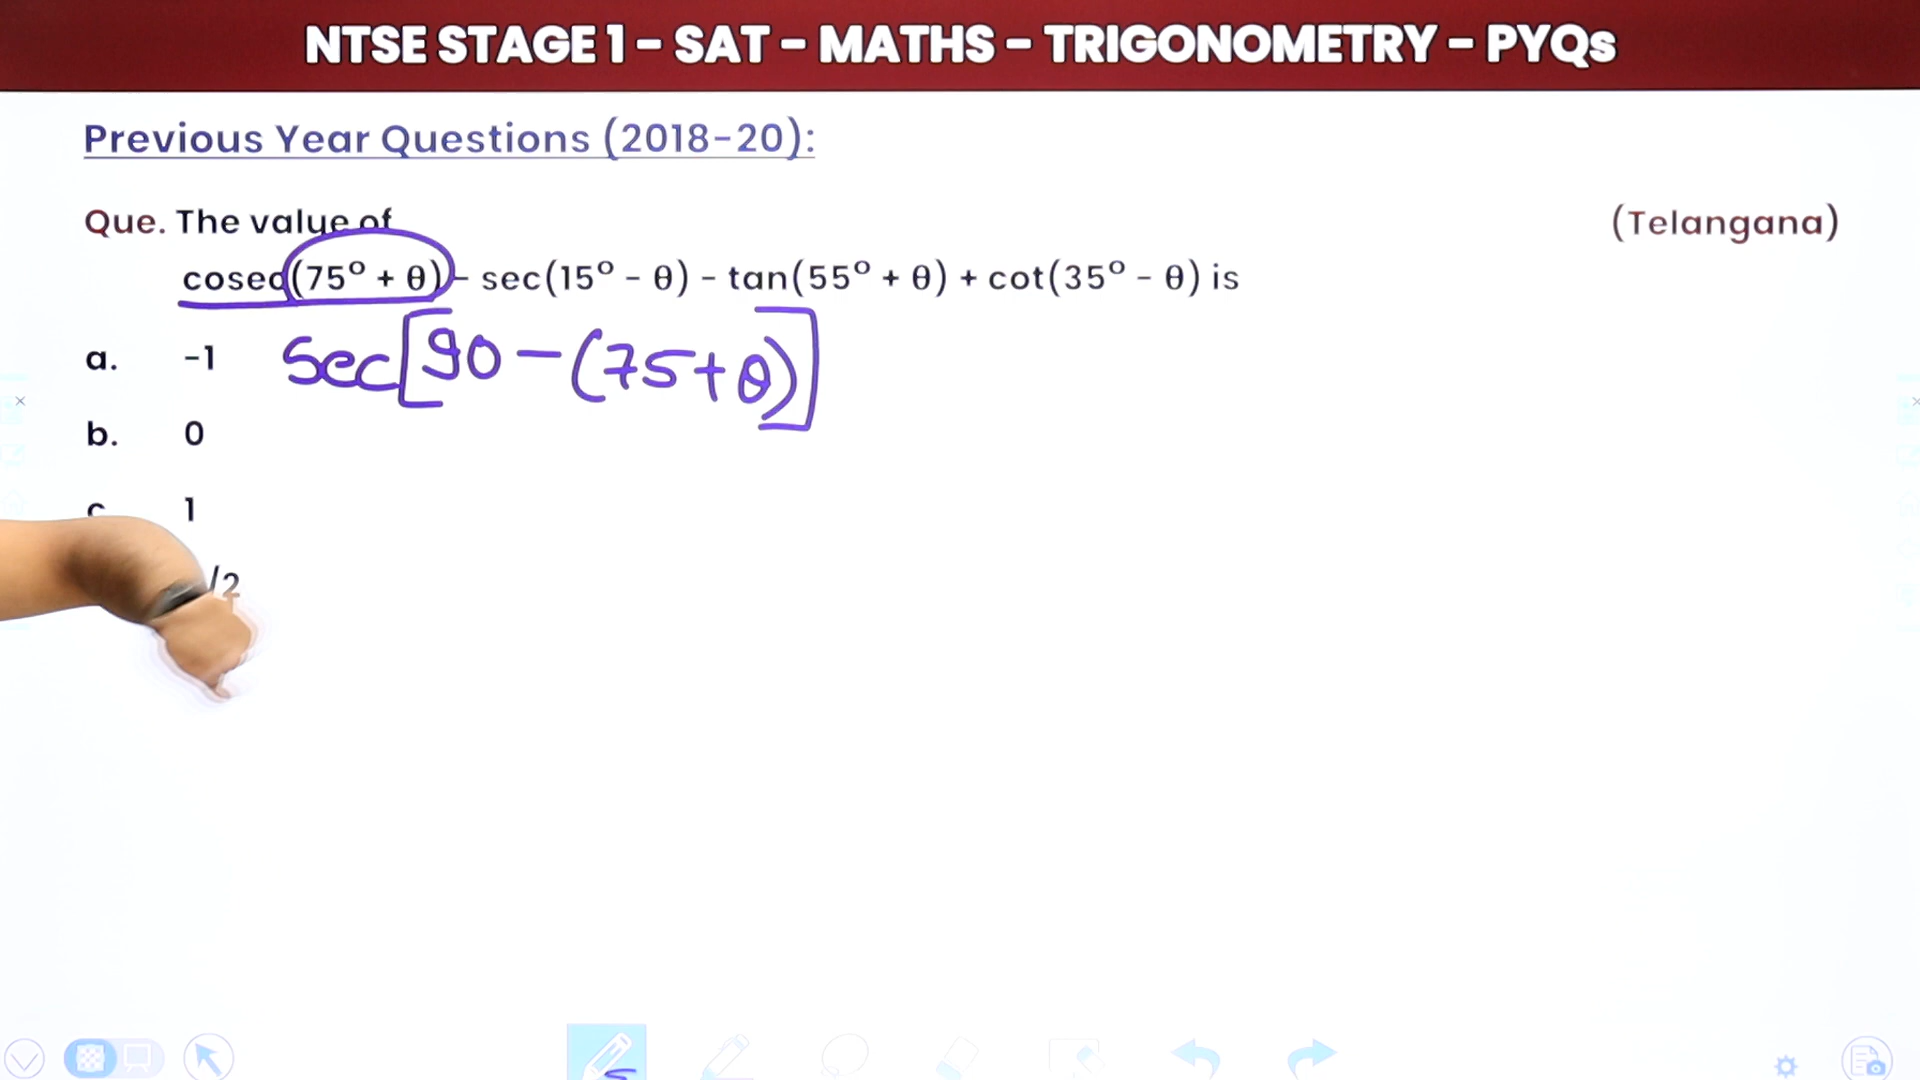 NTSE STAGE 1 – SAT – MATHS – TRIGONOMETRY – PYQs
Previous Year Questions (2018-20):
Que. The value of (Telangana)
cosec(75° + θ) - sec(15° - θ) - tan(55° + θ) + cot(35° - θ) is
sec[90-(75+θ)]
a. -1
b. 0
c 1
/2